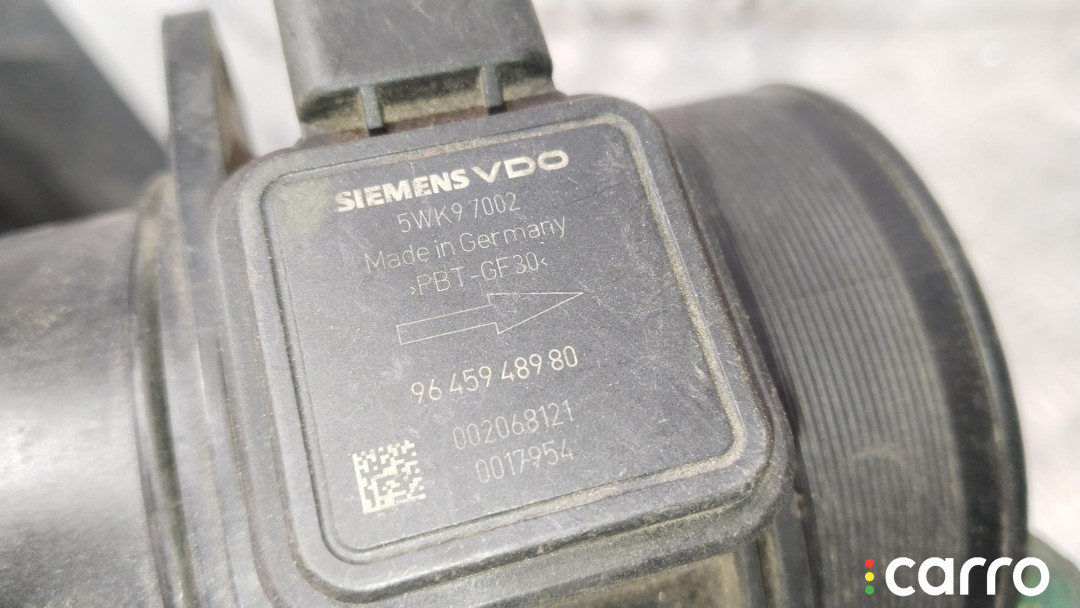 SIEMENS VDO
5WK9 7002
Made in Germany
>PBT-GF30<
96 459 489 80
002068121
0017954
carro